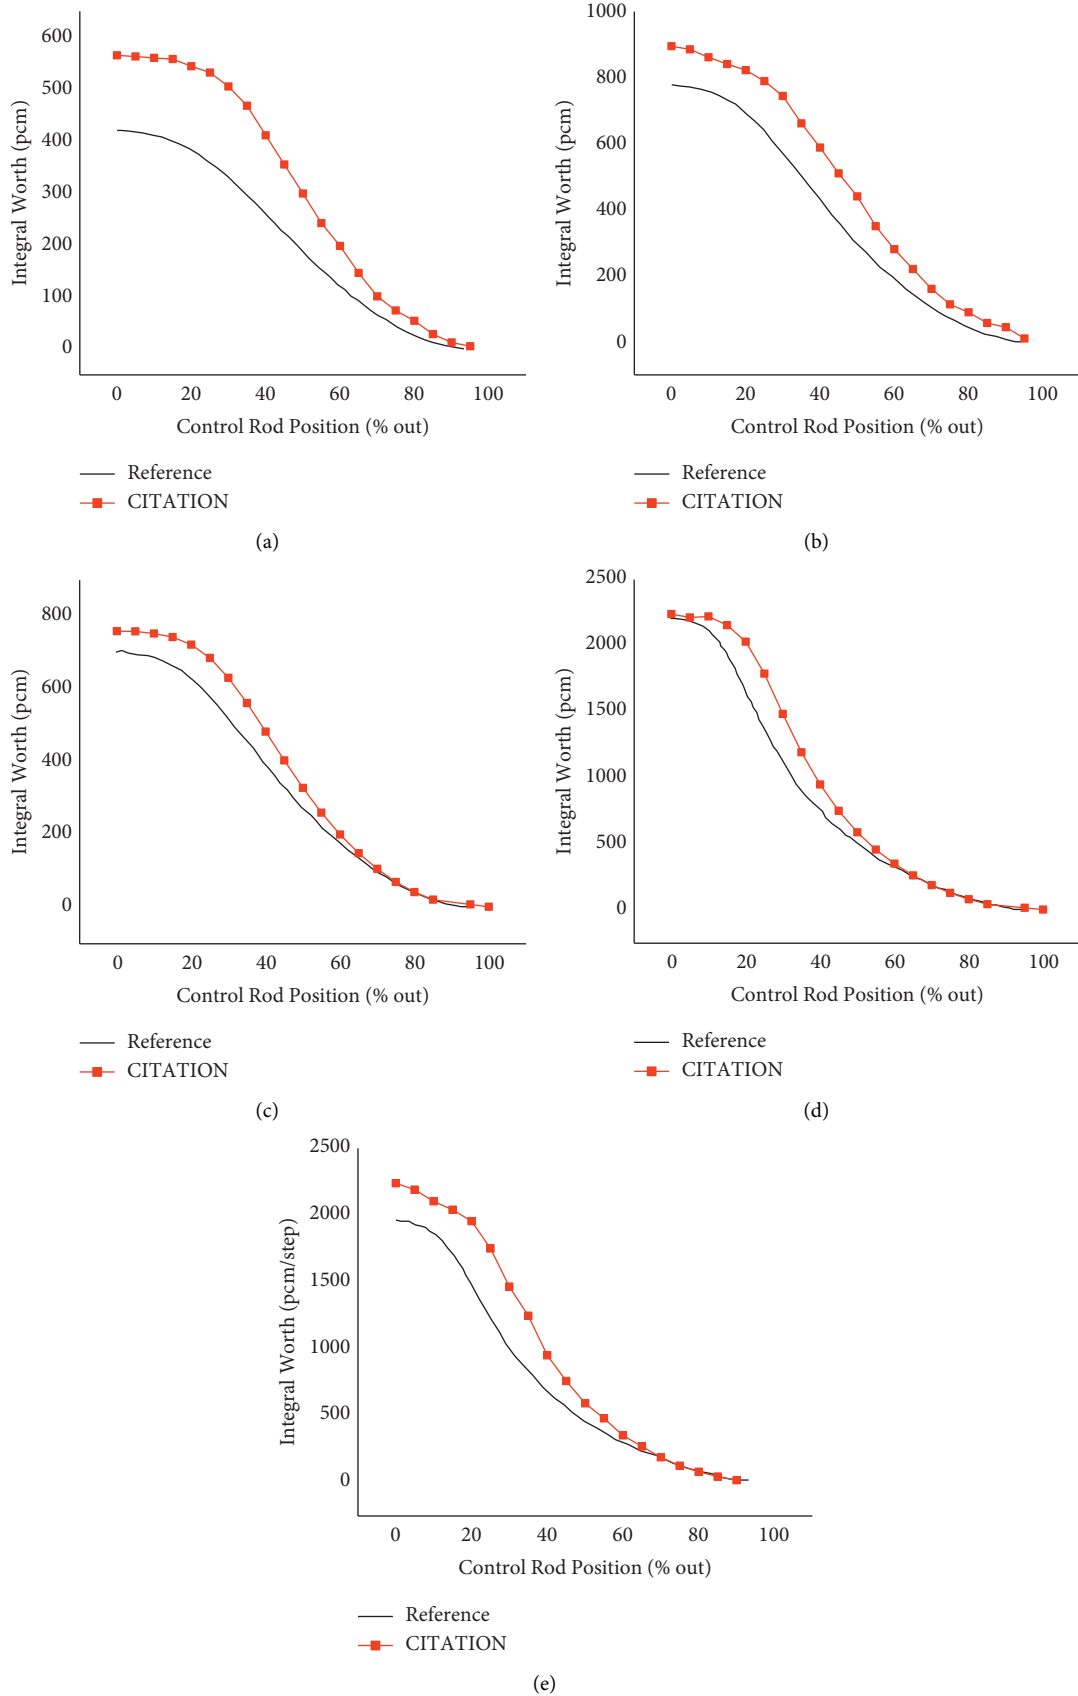 Integral Worth (pcm)
600
500
400
300
200
100
0
0 20 40 60 80 100
Control Rod Position (% out)
Reference
CITATION
(a)
Integral Worth (pcm)
1000
800
600
400
200
0
0 20 40 60 80 100
Control Rod Position (% out)
Reference
CITATION
(b)
Integral Worth (pcm)
800
600
400
200
0
0 20 40 60 80 100
Control Rod Position (% out)
Reference
CITATION
(c)
Integral Worth (pcm)
2500
2000
1500
1000
500
0
0 20 40 60 80 100
Control Rod Position (% out)
Reference
CITATION
(d)
Integral Worth (pcm/step)
2500
2000
1500
1000
500
0
0 20 40 60 80 100
Control Rod Position (% out)
Reference
CITATION
(e)